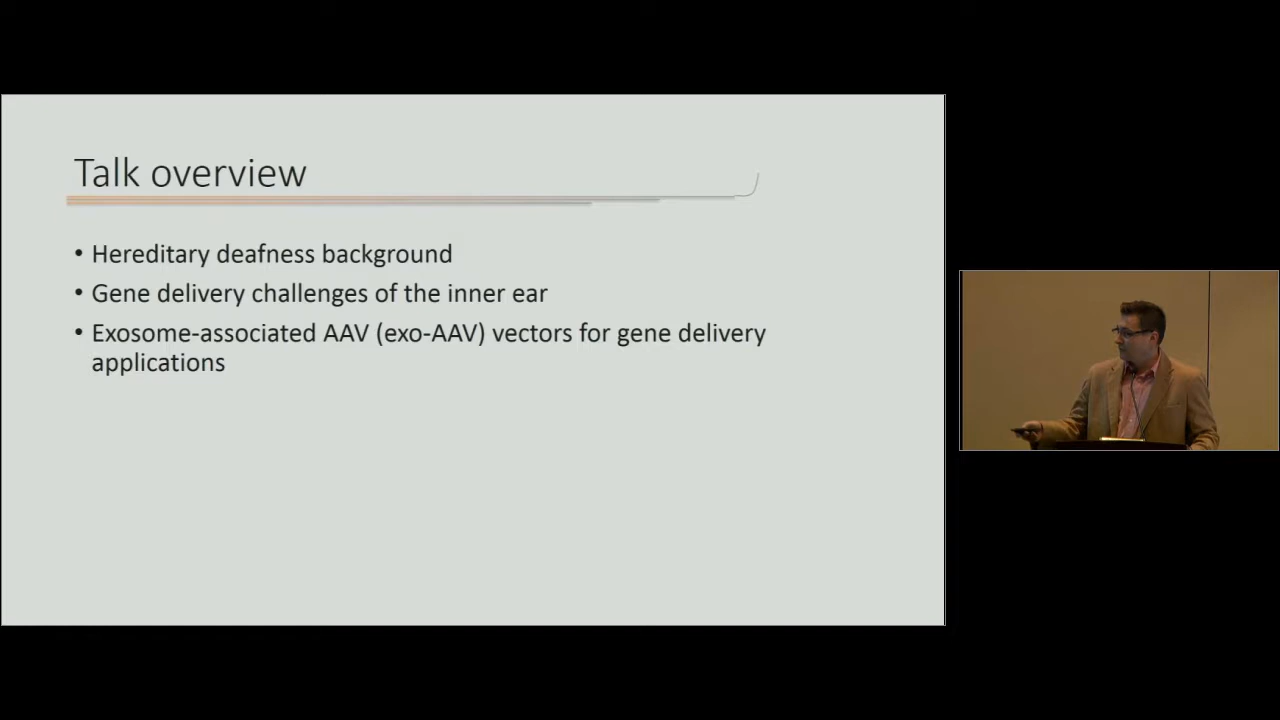 Talk overview
• Hereditary deafness background
• Gene delivery challenges of the inner ear
• Exosome-associated AAV (exo-AAV) vectors for gene delivery
applications